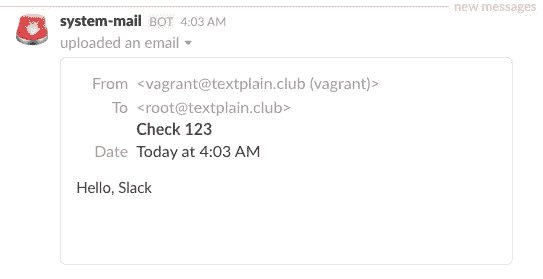 new messages
system-mail BOT 4:03 AM
uploaded an email
From <vagrant@textplain.club (vagrant)>
To <root@textplain.club>
Check 123
Date Today at 4:03 AM
Hello, Slack